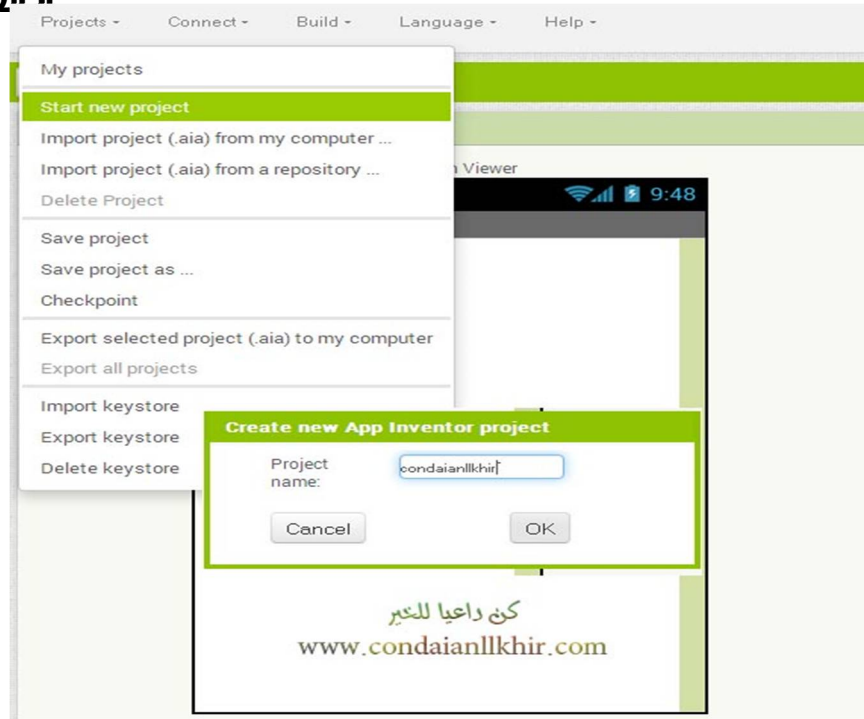 Projects Connect Build Language Help
My projects
Start new project
Import project (.aia) from my computer ...
Import project (.aia) from a repository ...
Delete Project
Save project
Save project as ...
Checkpoint
Export selected project (.aia) to my computer
Export all projects
Import keystore
Export keystore
Delete keystore
Viewer
9:48
Create new App Inventor project
Project
name:
condaianllkhir
Cancel OK
كن داعيا للخير
www.condaianllkhir.com